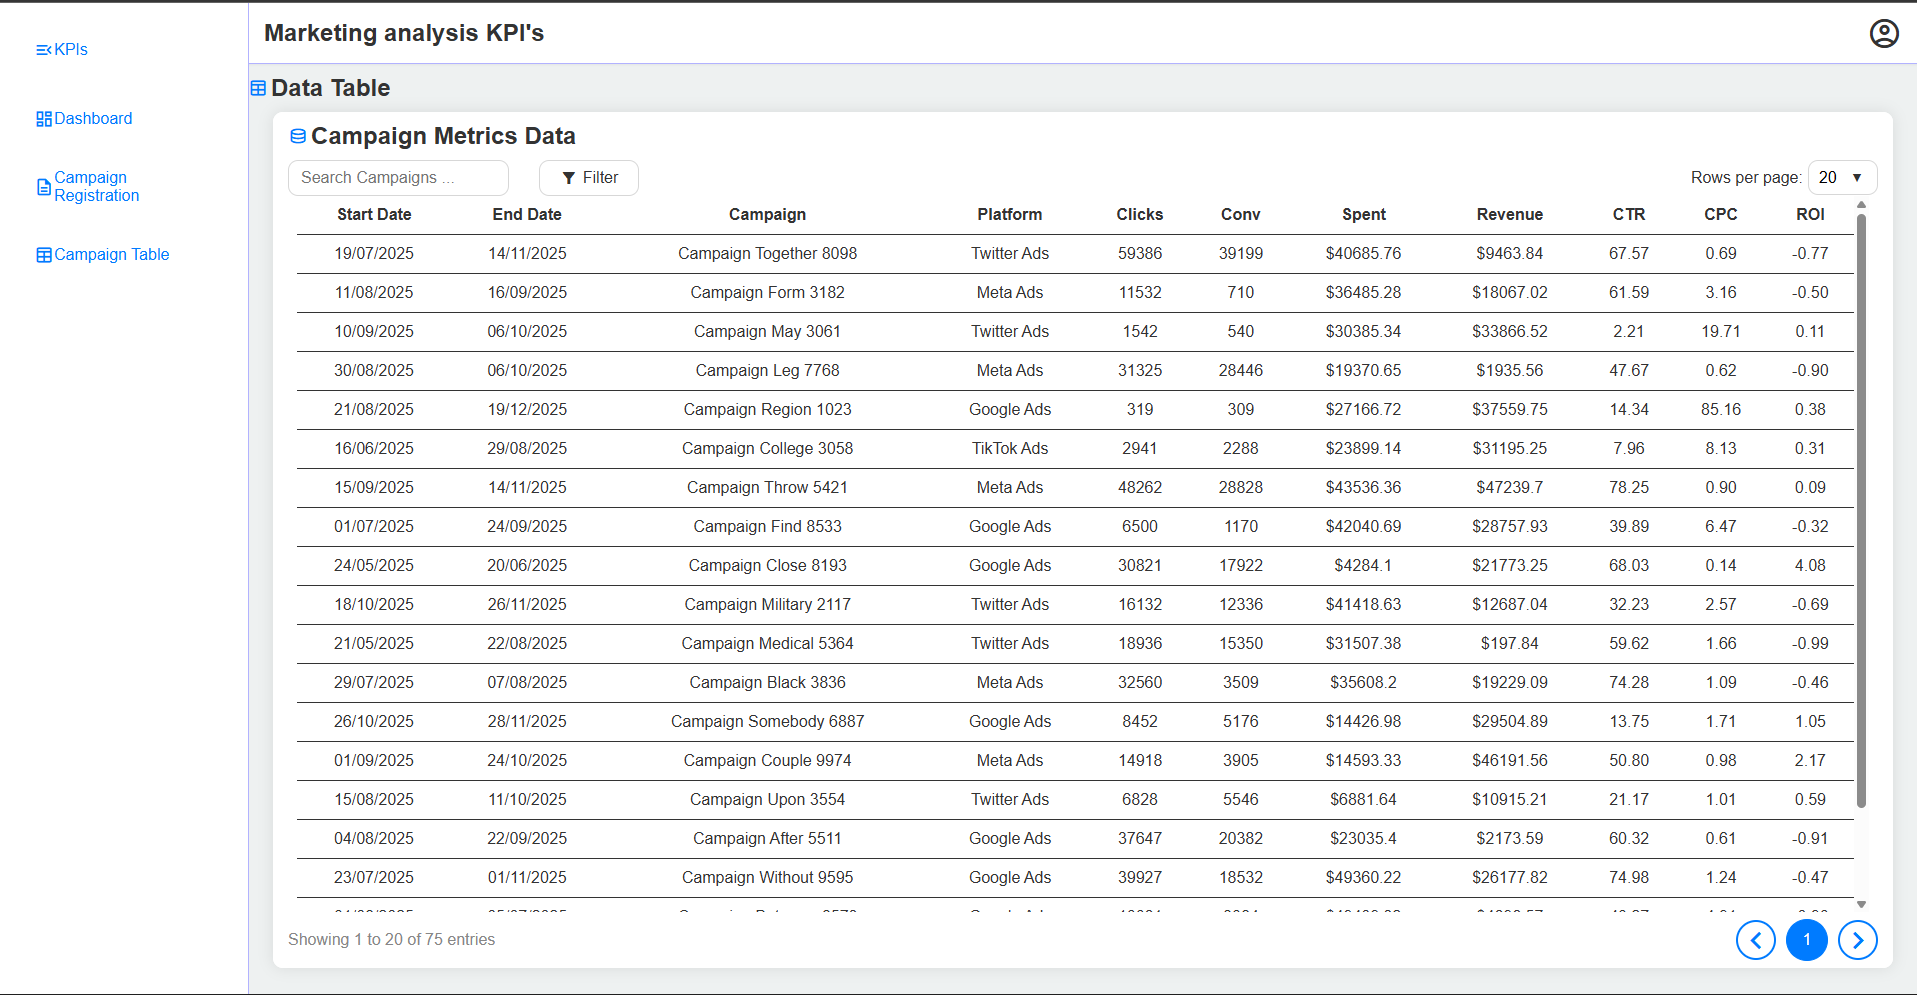 Marketing analysis KPI's
KPIs
Dashboard
Campaign
Registration
Campaign Table
Data Table
Campaign Metrics Data
Search Campaigns ... Filter Rows per page: 20
Start Date End Date Campaign Platform Clicks Conv Spent Revenue CTR CPC ROI
19/07/2025 14/11/2025 Campaign Together 8098 Twitter Ads 59386 39199 $40685.76 $9463.84 67.57 0.69 -0.77
11/08/2025 16/09/2025 Campaign Form 3182 Meta Ads 11532 710 $36485.28 $18067.02 61.59 3.16 -0.50
10/09/2025 06/10/2025 Campaign May 3061 Twitter Ads 1542 540 $30385.34 $33866.52 2.21 19.71 0.11
30/08/2025 06/10/2025 Campaign Leg 7768 Meta Ads 31325 28446 $19370.65 $1935.56 47.67 0.62 -0.90
21/08/2025 19/12/2025 Campaign Region 1023 Google Ads 319 309 $27166.72 $37559.75 14.34 85.16 0.38
16/06/2025 29/08/2025 Campaign College 3058 TikTok Ads 2941 2288 $23899.14 $31195.25 7.96 8.13 0.31
15/09/2025 14/11/2025 Campaign Throw 5421 Meta Ads 48262 28828 $43536.36 $47239.7 78.25 0.90 0.09
01/07/2025 24/09/2025 Campaign Find 8533 Google Ads 6500 1170 $42040.69 $28757.93 39.89 6.47 -0.32
24/05/2025 20/06/2025 Campaign Close 8193 Google Ads 30821 17922 $4284.1 $21773.25 68.03 0.14 4.08
18/10/2025 26/11/2025 Campaign Military 2117 Twitter Ads 16132 12336 $41418.63 $12687.04 32.23 2.57 -0.69
21/05/2025 22/08/2025 Campaign Medical 5364 Twitter Ads 18936 15350 $31507.38 $197.84 59.62 1.66 -0.99
29/07/2025 07/08/2025 Campaign Black 3836 Meta Ads 32560 3509 $35608.2 $19229.09 74.28 1.09 -0.46
26/10/2025 28/11/2025 Campaign Somebody 6887 Google Ads 8452 5176 $14426.98 $29504.89 13.75 1.71 1.05
01/09/2025 24/10/2025 Campaign Couple 9974 Meta Ads 14918 3905 $14593.33 $46191.56 50.80 0.98 2.17
15/08/2025 11/10/2025 Campaign Upon 3554 Twitter Ads 6828 5546 $6881.64 $10915.21 21.17 1.01 0.59
04/08/2025 22/09/2025 Campaign After 5511 Google Ads 37647 20382 $23035.4 $2173.59 60.32 0.61 -0.91
23/07/2025 01/11/2025 Campaign Without 9595 Google Ads 39927 18532 $49360.22 $26177.82 74.98 1.24 -0.47
Showing 1 to 20 of 75 entries 1